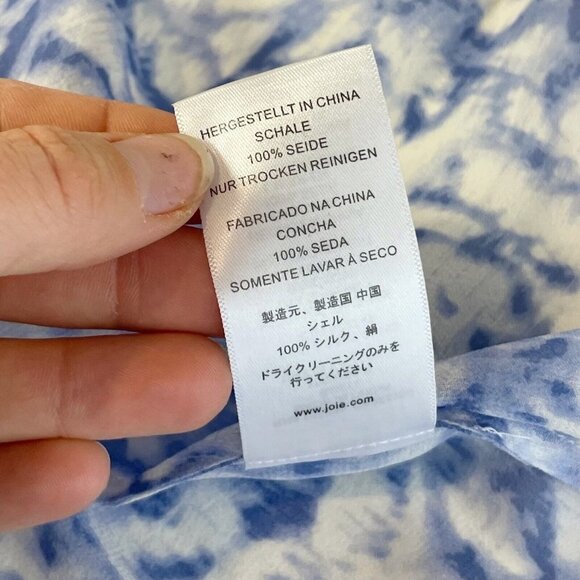 HERGESTELLT IN CHINA
SCHALE
100% SEIDE
NUR TROCKEN REINIGEN
FABRICADO NA CHINA
CONCHA
100% SEDA
SOMENTE LAVAR À SECO
製造元、製造国 中国
シェル
100% シルク、絹
ドライクリーニングのみを
行ってください
www.joie.com